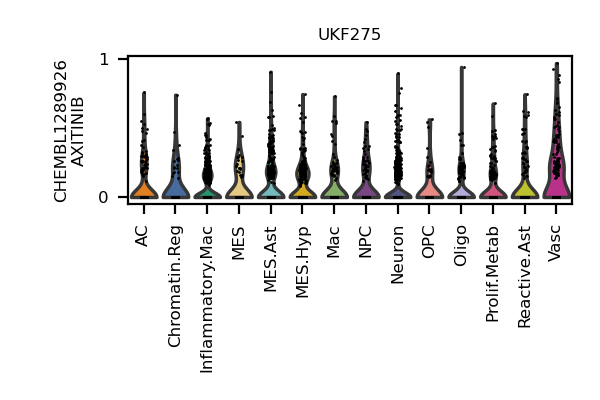 UKF275
CHEMBL1289926
AXITINIB
1
0
AC
Chromatin.Reg
Inflammatory.Mac
MES
MES.Ast
MES.Hyp
Mac
NPC
Neuron
OPC
Oligo
Prolif.Metab
Reactive.Ast
Vasc